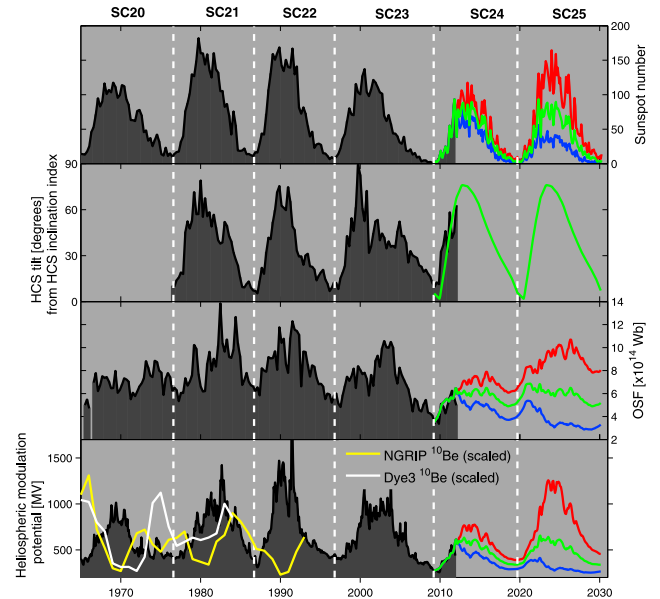 SC20 SC21 SC22 SC23 SC24 SC25
200
150
100
50
0
Sunspot number
90
60
30
0
HCS tilt [degrees]
from HCS inclination index
14
12
10
8
6
4
2
OSF [x10¹⁴ Wb]
1500
1000
500
Heliospheric modulation
potential [MV]
NGRIP ¹⁰Be (scaled)
Dye3 ¹⁰Be (scaled)
1970 1980 1990 2000 2010 2020 2030